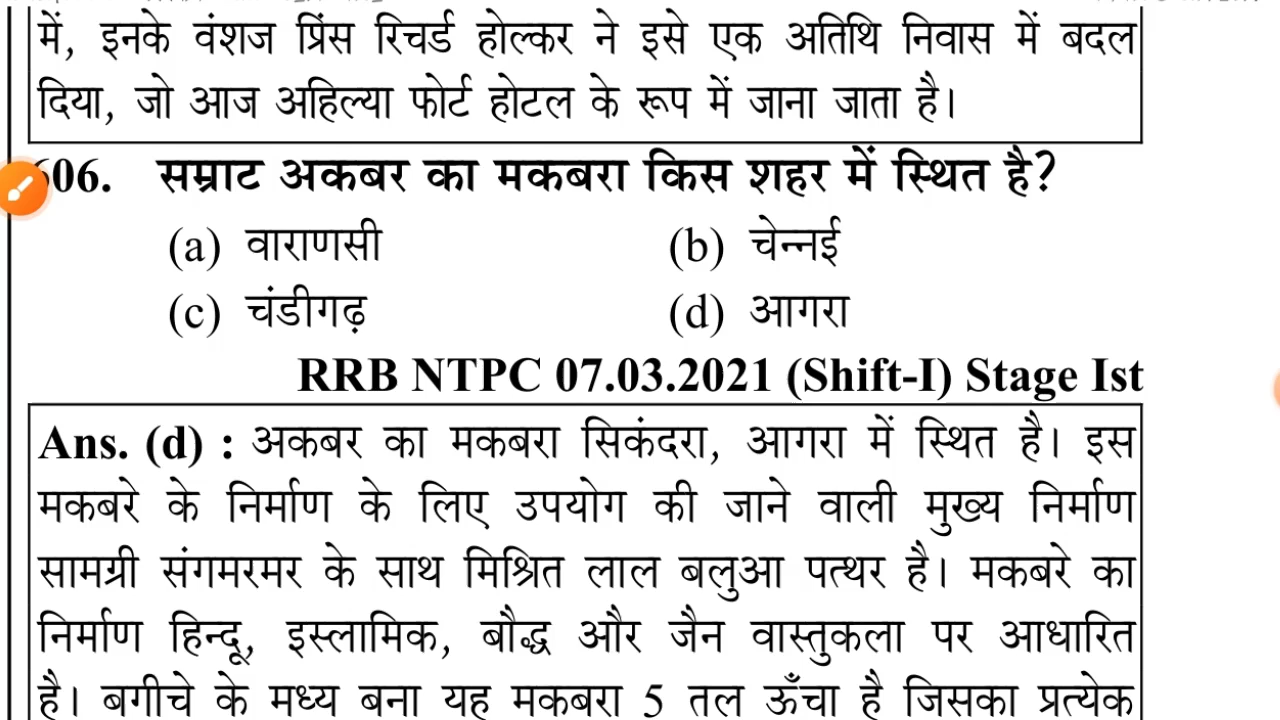 में, इनके वंशज प्रिंस रिचर्ड होल्कर ने इसे एक अतिथि निवास में बदल
दिया, जो आज अहिल्या फोर्ट होटल के रूप में जाना जाता है।
606. सम्राट अकबर का मकबरा किस शहर में स्थित है?
(a) वाराणसी (b) चेन्नई
(c) चंडीगढ़ (d) आगरा
RRB NTPC 07.03.2021 (Shift-I) Stage Ist
Ans. (d) : अकबर का मकबरा सिकंदरा, आगरा में स्थित है। इस
मकबरे के निर्माण के लिए उपयोग की जाने वाली मुख्य निर्माण
सामग्री संगमरमर के साथ मिश्रित लाल बलुआ पत्थर है। मकबरे का
निर्माण हिन्दू, इस्लामिक, बौद्ध और जैन वास्तुकला पर आधारित
है। बगीचे के मध्य बना यह मकबरा 5 तल ऊँचा है जिसका प्रत्येक